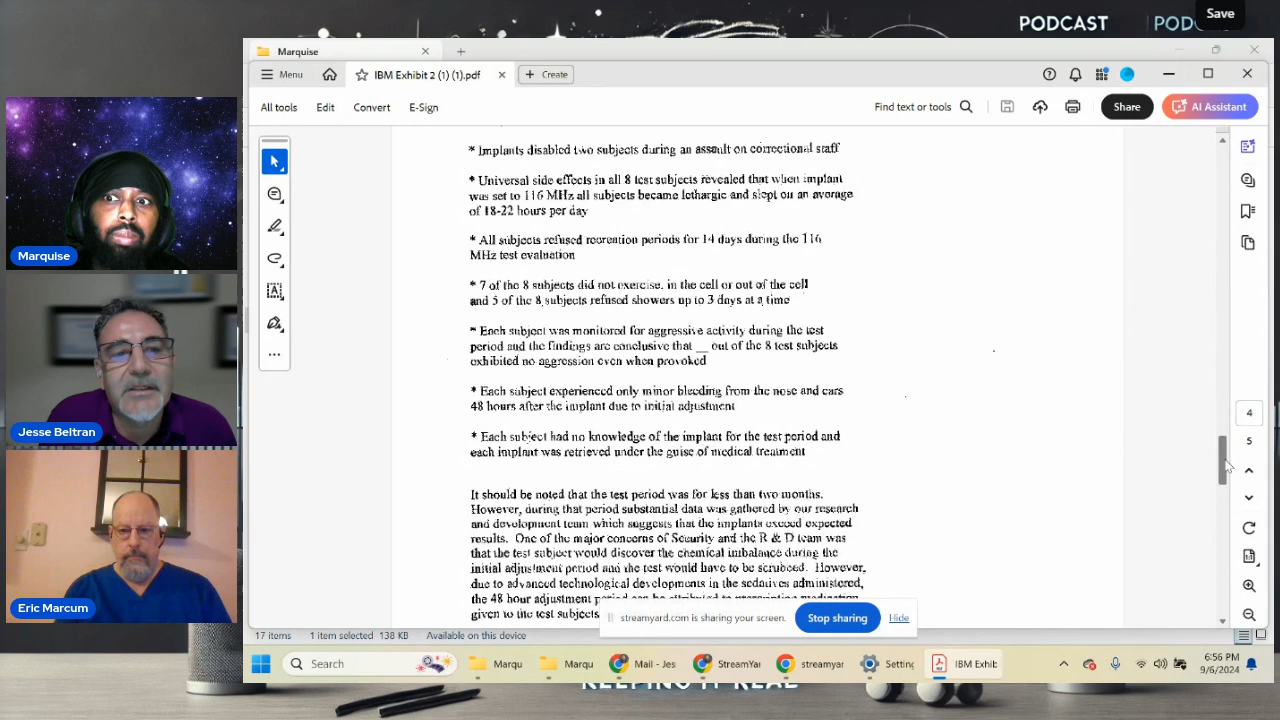 PODCAST
Save
Marquise
IBM Exhibit 2 (1) (1).pdf
Menu
Create
All tools
Edit
Convert
E-Sign
Find text or tools
Share
AI Assistant
* Implants disabled two subjects during an assault on correctional staff
* Universal side effects in all 8 test subjects revealed that when implant
was set to 116 MHz all subjects became lethargic and slept on an average
of 18-22 hours per day
* All subjects refused recreation periods for 14 days during the 116
MHz test evaluation
* 7 of the 8 subjects did not exercise. in the cell or out of the cell
and 5 of the 8 subjects refused showers up to 3 days at a time
* Each subject was monitored for aggressive activity during the test
period and the findings are conclusive that __ out of the 8 test subjects
exhibited no aggression even when provoked
* Each subject experienced only minor bleeding from the nose and ears
48 hours after the implant due to initial adjustment
* Each subject had no knowledge of the implant for the test period and
each implant was retrieved under the guise of medical treatment
It should be noted that the test period was for less than two months.
However, during that period substantial data was gathered by our research
and development team which suggests that the implants exceed expected
results. One of the major concerns of Security and the R & D team was
that the test subject would discover the chemical imbalance during the
initial adjustment period and the test would have to be scrubed. However,
due to advanced technological developments in the sedatives administered,
the 48 hour adjustment period can be attributed to prescription medication
given to the test subjects
4
5
Marquise
Jesse Beltran
Eric Marcum
streamyard.com is sharing your screen.
Stop sharing
Hide
17 items
1 item selected 138 KB
Available on this device
Search
Marqu
Marqu
Mail - Jes
StreamYar
streamyar
Setting
IBM Exhib
6:56 PM
9/6/2024
KEEPING IT REAL